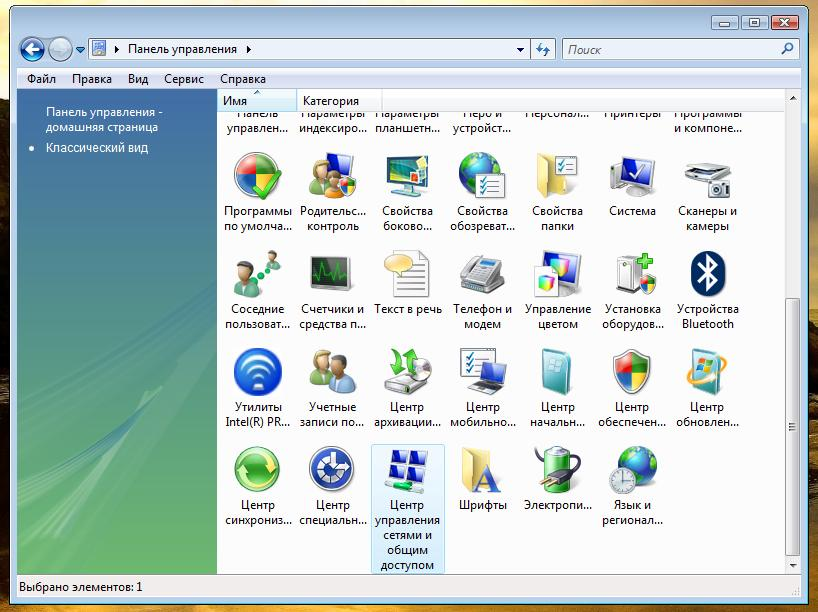 Панель управления
Поиск
Файл Правка Вид Сервис Справка
Панель управления -
домашняя страница
Классический вид
Имя Категория
Панель Параметры Параметры Перо и Персонал... Принтеры Программы
управлен... индексиро... планшетн... устройст... и компоне...
Программы Родительс... Свойства Свойства Свойства Система Сканеры и
по умолча... контроль боково... обозреват... папки камеры
Соседние Счетчики и Текст в речь Телефон и Управление Установка Устройства
пользоват... средства п... модем цветом оборудов... Bluetooth
Утилиты Учетные Центр Центр Центр Центр Центр
Intel(R) PR... записи по... архивации... мобильно... начальн... обеспечен... обновлен...
Центр Центр Центр Шрифты Электропи... Язык и
синхрониз... специальн... управления регионал...
сетями и
общим
доступом
Выбрано элементов: 1